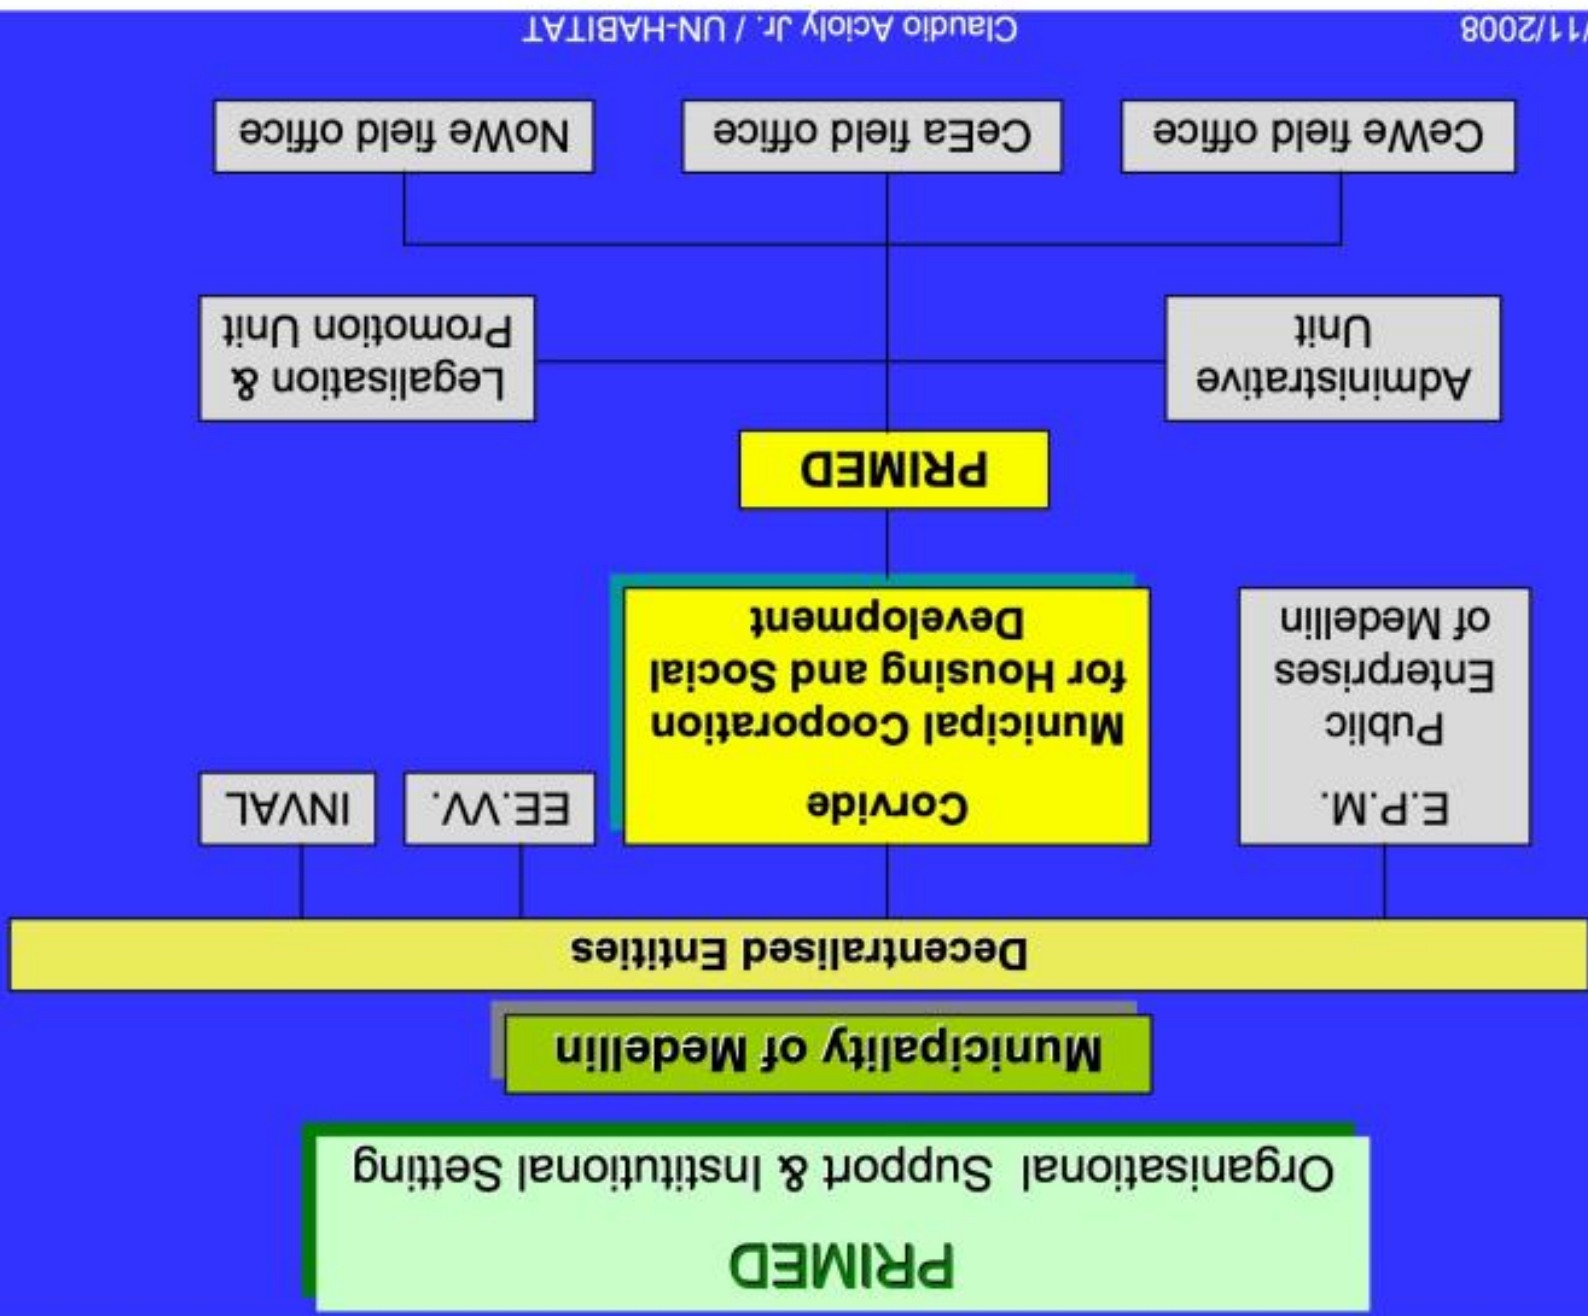 PRIMED
Organisational Support & Institutional Setting
Municipality of Medellin
Decentralised Entities
E.P.M.
Public
Enterprises
of Medellin
Corvide
Municipal Cooporation
for Housing and Social
Development
EE.VV.
INVAL
PRIMED
Administrative
Unit
Legalisation &
Promotion Unit
CeWe field office
CeEa field office
NoWe field office
/11/2008
Claudio Acioly Jr. / UN-HABITAT